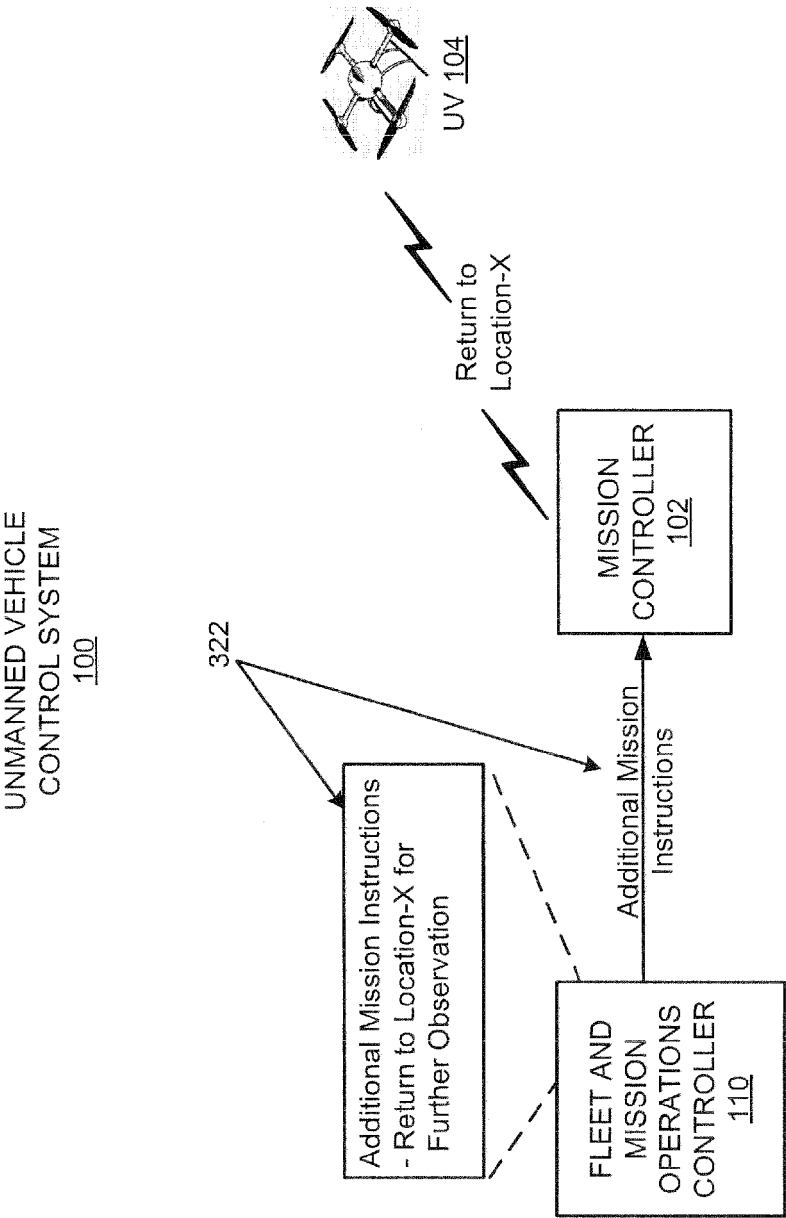 UNMANNED VEHICLE
CONTROL SYSTEM
100
322
Additional Mission Instructions
- Return to Location-X for
Further Observation
FLEET AND
MISSION
OPERATIONS
CONTROLLER
110
Additional Mission
Instructions
MISSION
CONTROLLER
102
Return to
Location-X
UV 104